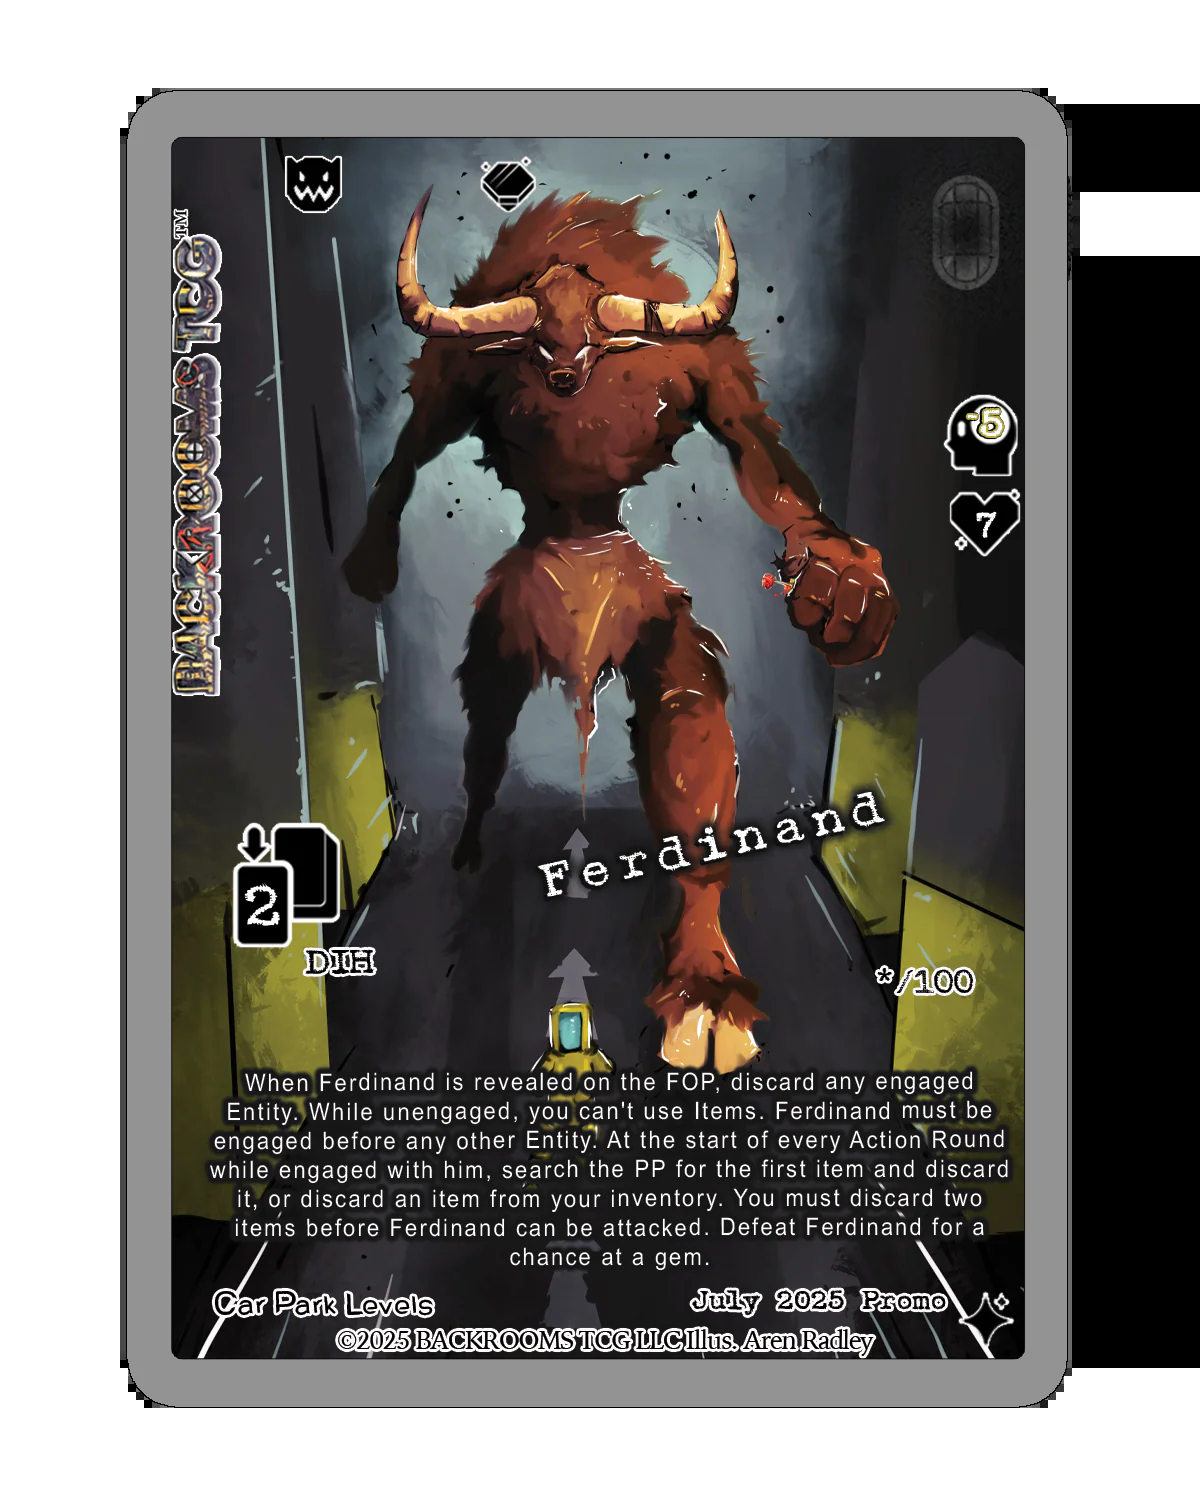 BACKROOMS TCG™
-5
7
Ferdinand
2
DIH
*/100
When Ferdinand is revealed on the FOP, discard any engaged
Entity. While unengaged, you can't use Items. Ferdinand must be
engaged before any other Entity. At the start of every Action Round
while engaged with him, search the PP for the first item and discard
it, or discard an item from your inventory. You must discard two
items before Ferdinand can be attacked. Defeat Ferdinand for a
chance at a gem.
Car Park Levels
July 2025 Promo
©2025 BACKROOMS TCG LLC Illus. Aren Radley